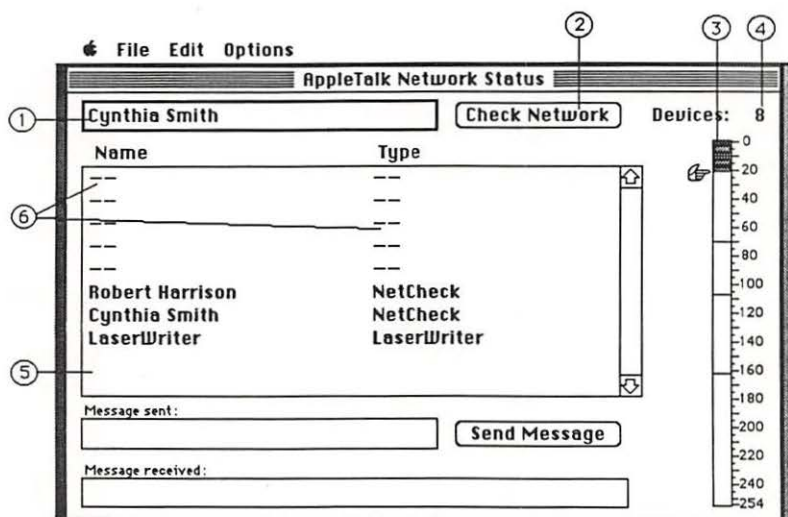 ② ③ ④
File Edit Options
AppleTalk Network Status
① Cynthia Smith Check Network Devices: 8
Name Type
-- --
-- --
-- --
-- --
-- --
Robert Harrison NetCheck
Cynthia Smith NetCheck
LaserWriter LaserWriter
⑥
⑤
Message sent:
Send Message
Message received:
0
20
40
60
80
100
120
140
160
180
200
220
240
254